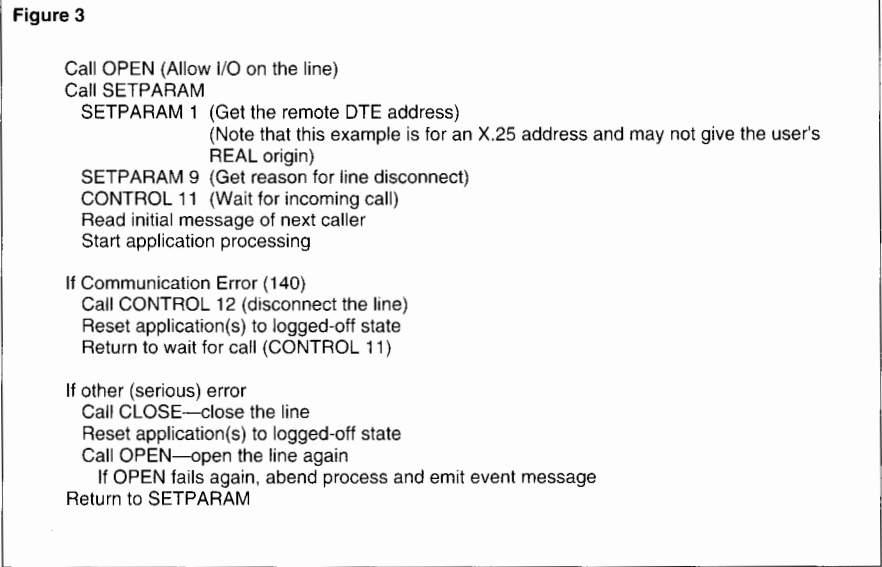 Figure 3
Call OPEN (Allow I/O on the line)
Call SETPARAM
SETPARAM 1 (Get the remote DTE address)
(Note that this example is for an X.25 address and may not give the user's
REAL origin)
SETPARAM 9 (Get reason for line disconnect)
CONTROL 11 (Wait for incoming call)
Read initial message of next caller
Start application processing
If Communication Error (140)
Call CONTROL 12 (disconnect the line)
Reset application(s) to logged-off state
Return to wait for call (CONTROL 11)
If other (serious) error
Call CLOSE—close the line
Reset application(s) to logged-off state
Call OPEN—open the line again
If OPEN fails again, abend process and emit event message
Return to SETPARAM